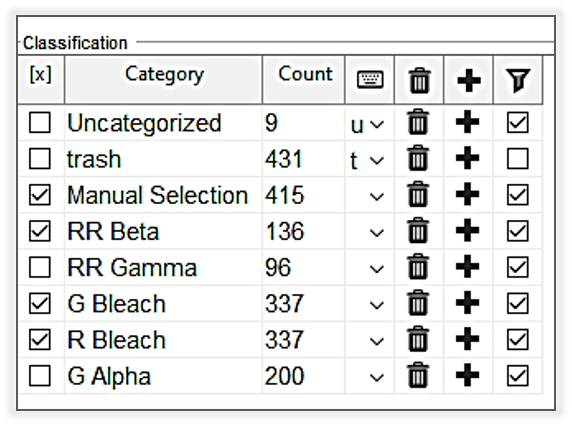 Classification
[x] Category Count
Uncategorized 9 u
trash 431 t
Manual Selection 415
RR Beta 136
RR Gamma 96
G Bleach 337
R Bleach 337
G Alpha 200